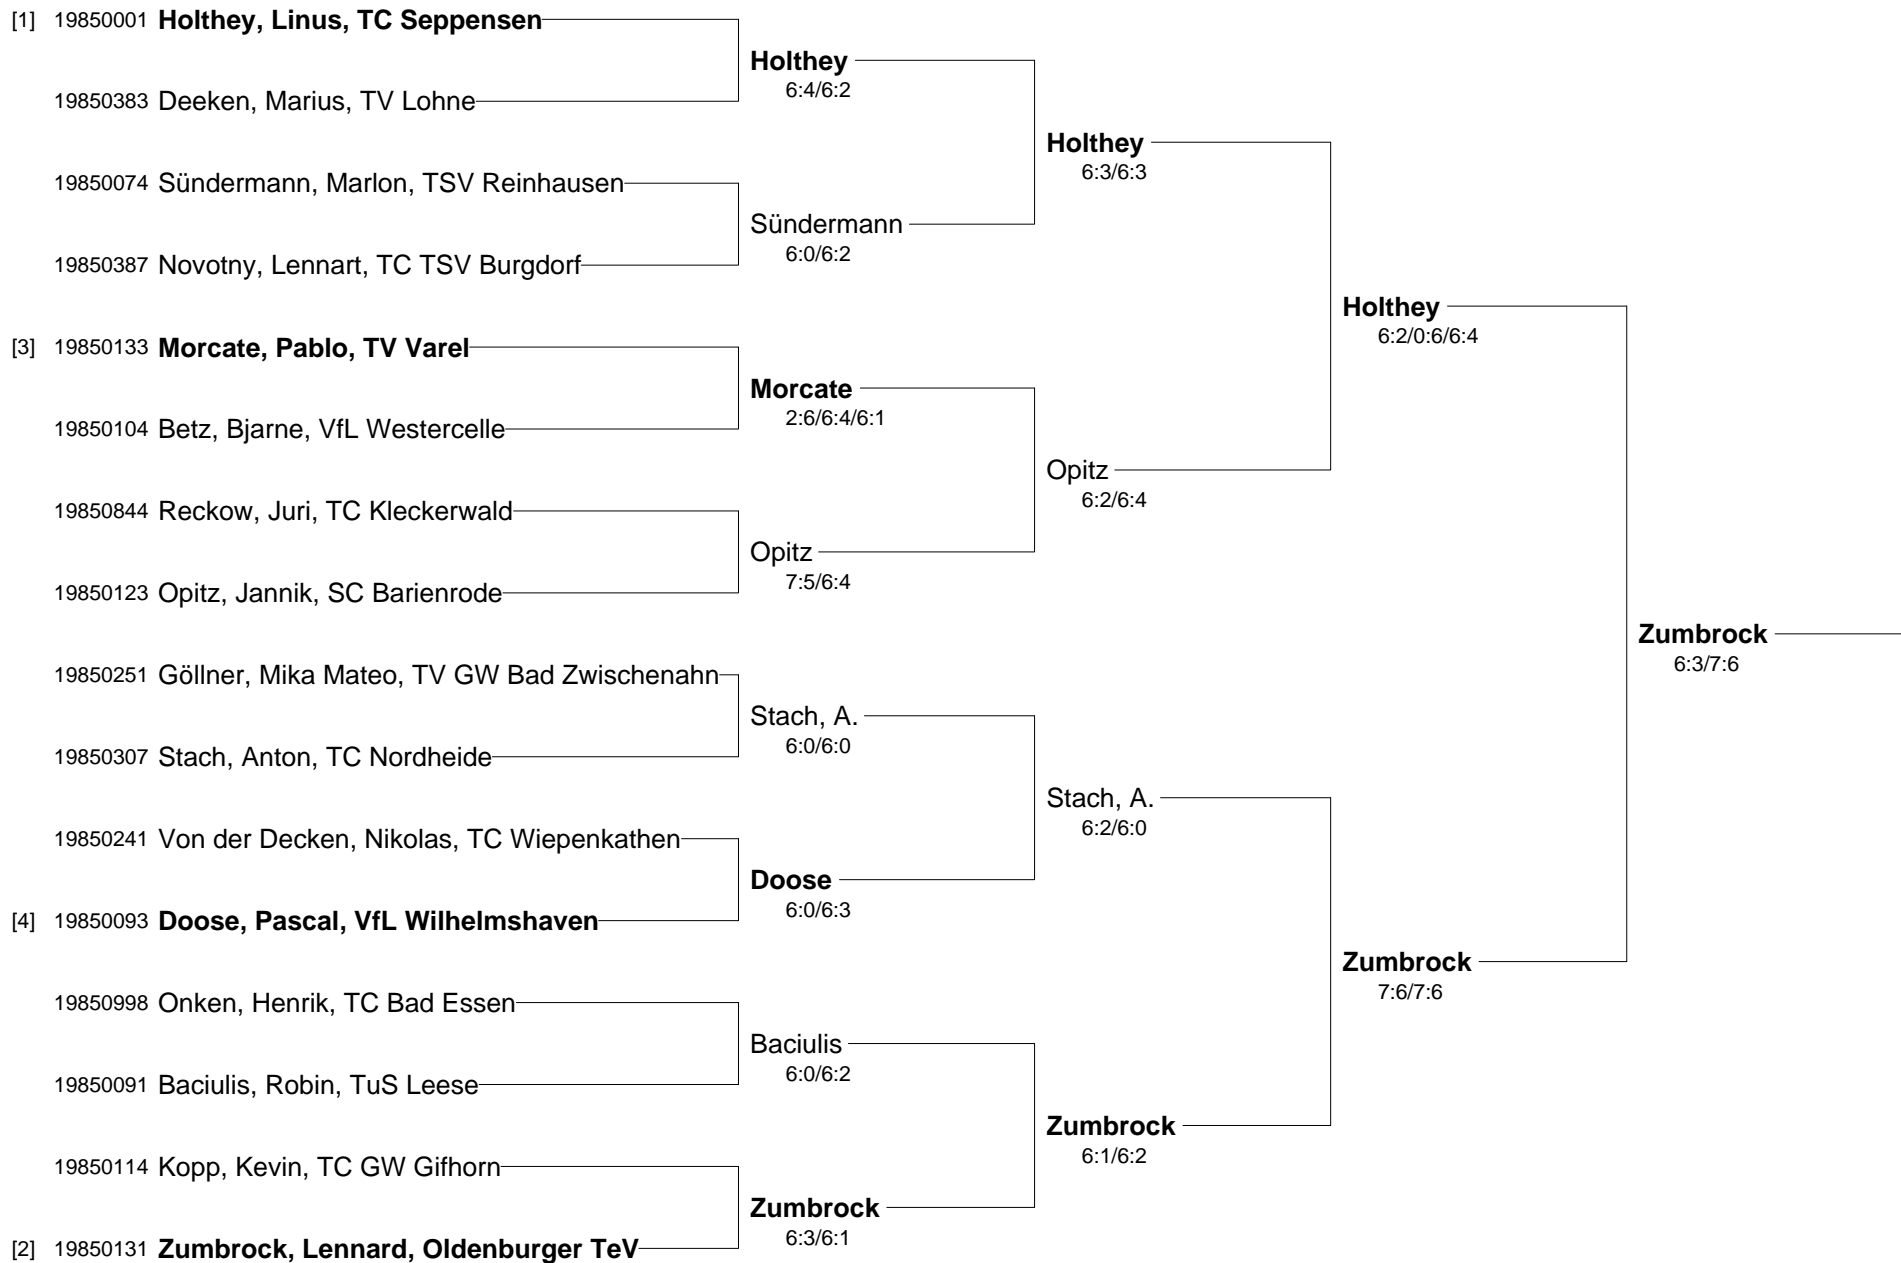 [1] 19850001 Holthey, Linus, TC Seppensen
Holthey
6:4/6:2
19850383 Deeken, Marius, TV Lohne
Holthey
6:3/6:3
19850074 Sündermann, Marlon, TSV Reinhausen
Sündermann
6:0/6:2
19850387 Novotny, Lennart, TC TSV Burgdorf
Holthey
6:2/0:6/6:4
[3] 19850133 Morcate, Pablo, TV Varel
Morcate
2:6/6:4/6:1
19850104 Betz, Bjarne, VfL Westercelle
Opitz
6:2/6:4
19850844 Reckow, Juri, TC Kleckerwald
Opitz
7:5/6:4
19850123 Opitz, Jannik, SC Barienrode
Zumbrock
6:3/7:6
19850251 Göllner, Mika Mateo, TV GW Bad Zwischenahn
Stach, A.
6:0/6:0
19850307 Stach, Anton, TC Nordheide
Stach, A.
6:2/6:0
19850241 Von der Decken, Nikolas, TC Wiepenkathen
Doose
6:0/6:3
[4] 19850093 Doose, Pascal, VfL Wilhelmshaven
Zumbrock
7:6/7:6
19850998 Onken, Henrik, TC Bad Essen
Baciulis
6:0/6:2
19850091 Baciulis, Robin, TuS Leese
Zumbrock
6:1/6:2
19850114 Kopp, Kevin, TC GW Gifhorn
Zumbrock
6:3/6:1
[2] 19850131 Zumbrock, Lennard, Oldenburger TeV